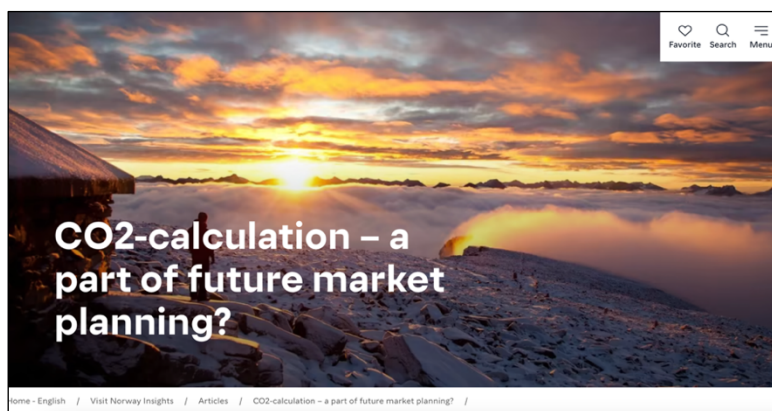 Favorite Search Menu
CO2-calculation – a
part of future market
planning?
Home - English / Visit Norway Insights / Articles / CO2-calculation – a part of future market planning? /